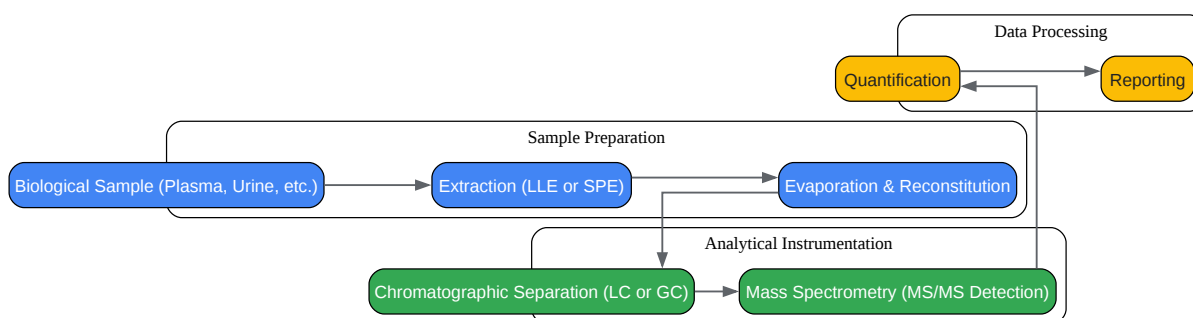 Data Processing
Quantification
Reporting
Sample Preparation
Biological Sample (Plasma, Urine, etc.)
Extraction (LLE or SPE)
Evaporation & Reconstitution
Analytical Instrumentation
Chromatographic Separation (LC or GC)
Mass Spectrometry (MS/MS Detection)